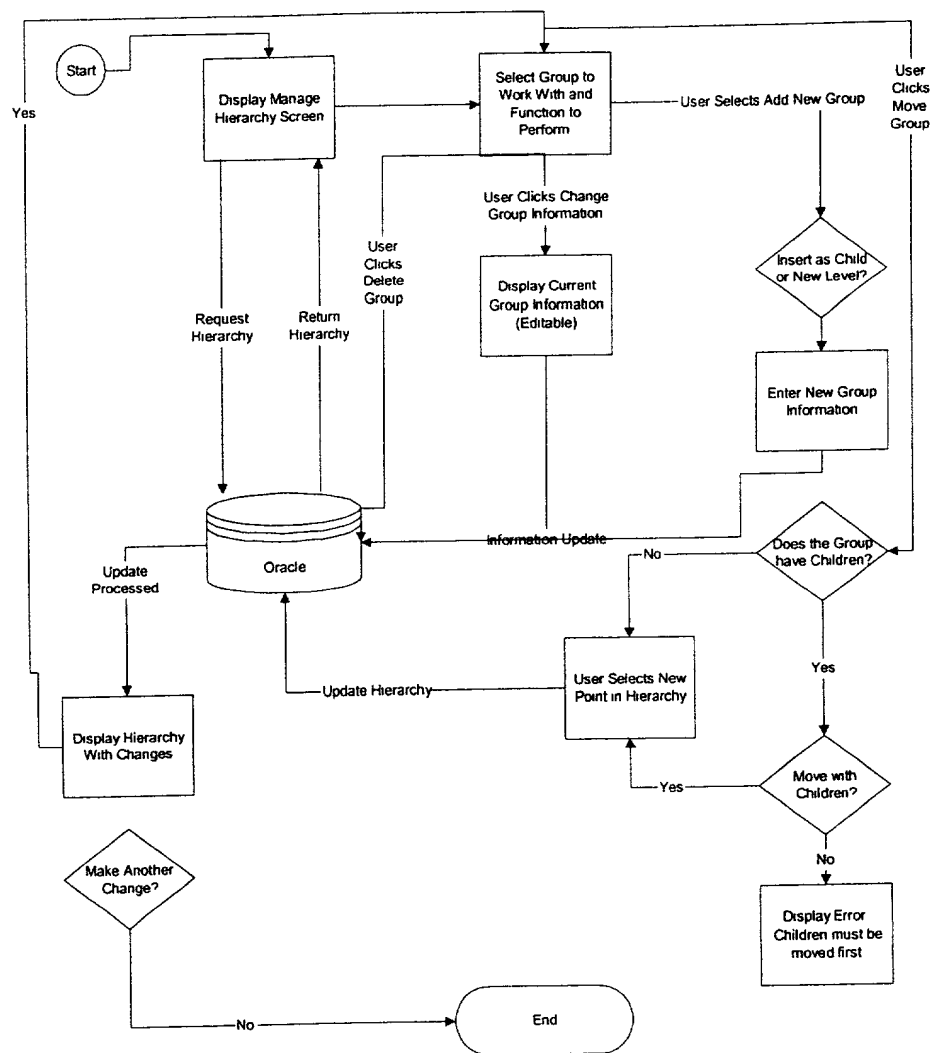 Start
Yes
Display Manage
Hierarchy Screen
Select Group to
Work With and
Function to
Perform
User Selects Add New Group
User
Clicks
Move
Group
User Clicks Change
Group Information
User
Clicks
Delete
Group
Insert as Child
or New Level?
Display Current
Group Information
(Editable)
Request
Hierarchy
Return
Hierarchy
Enter New Group
Information
Oracle
Information Update
No
Does the Group
have Children?
Update
Processed
Yes
User Selects New
Point in Hierarchy
Update Hierarchy
Display Hierarchy
With Changes
Yes
Move with
Children?
Make Another
Change?
No
Display Error
Children must be
moved first
No
End